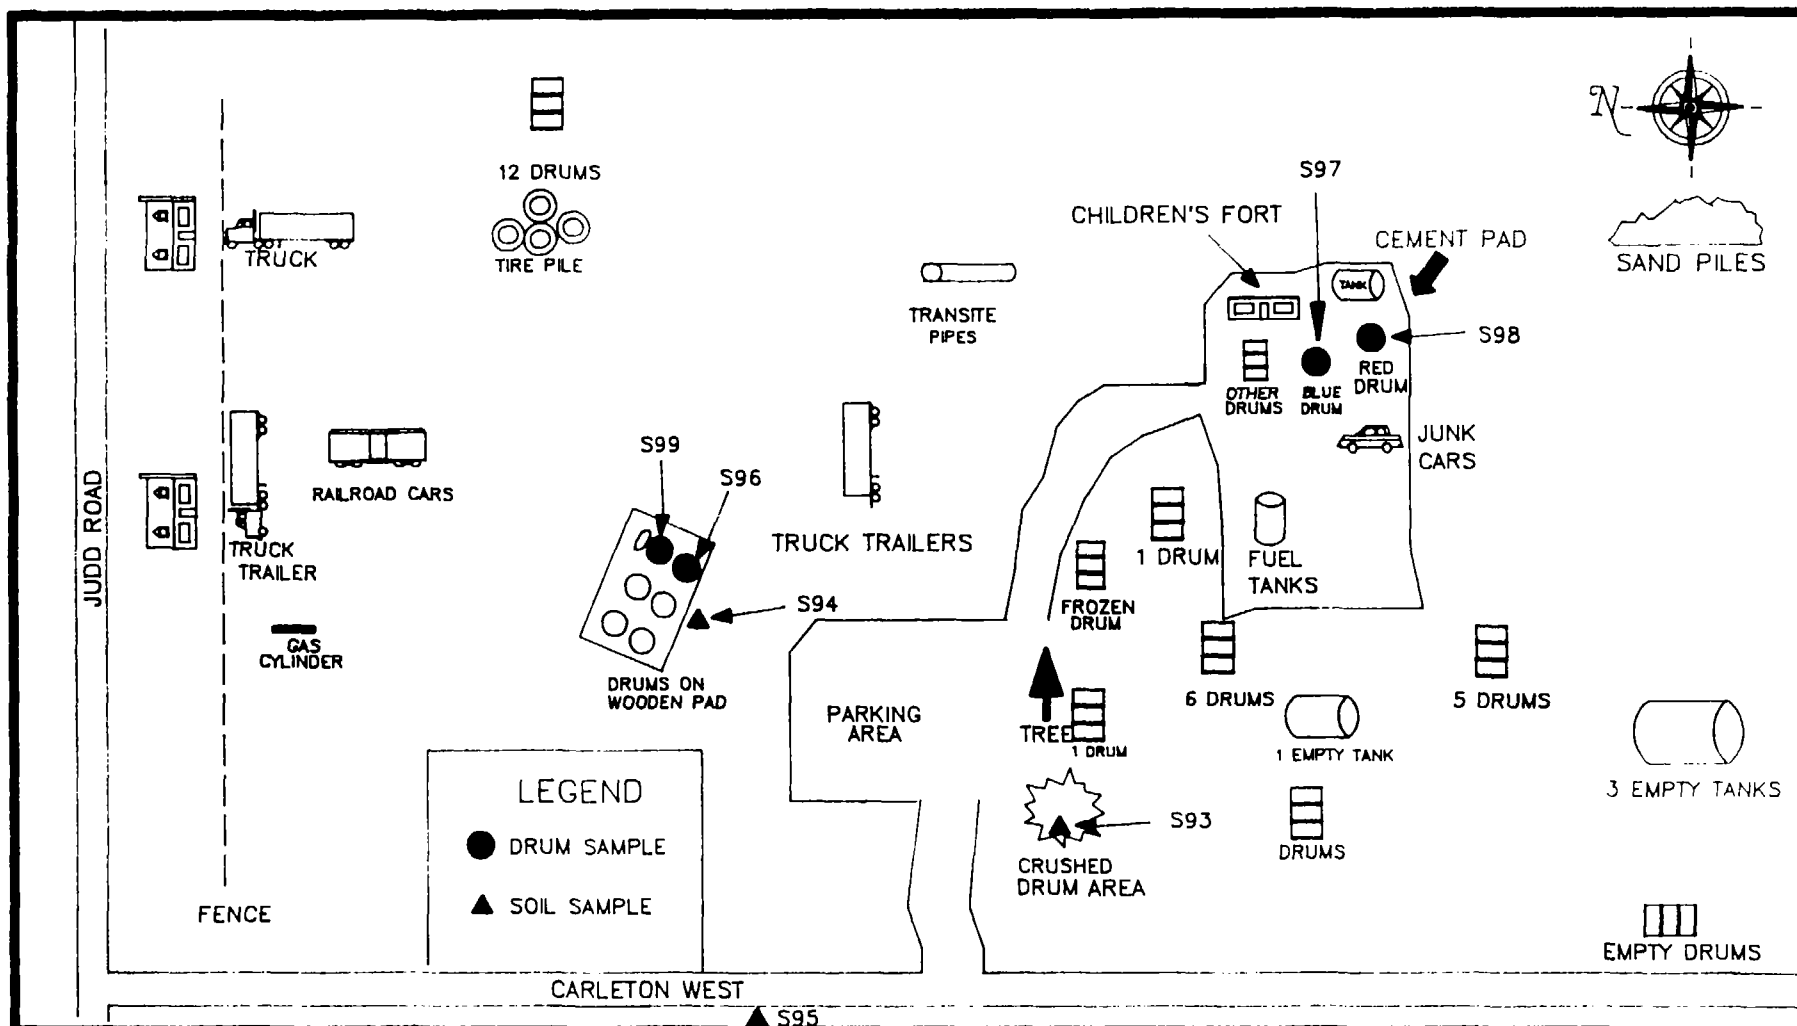 N
12 DRUMS
S97
CHILDREN'S FORT
CEMENT PAD
TRUCK
TIRE PILE
SAND PILES
TANK
TRANSITE
PIPES
S98
RED
DRUM
OTHER
DRUMS
BLUE
DRUM
JUNK
CARS
S99
S96
RAILROAD CARS
JUDD ROAD
TRUCK
TRAILER
TRUCK TRAILERS
1 DRUM
FUEL
TANKS
FROZEN
DRUM
S94
GAS
CYLINDER
DRUMS ON
WOODEN PAD
PARKING
AREA
TREE
1 DRUM
6 DRUMS
5 DRUMS
1 EMPTY TANK
3 EMPTY TANKS
LEGEND
DRUM SAMPLE
SOIL SAMPLE
S93
CRUSHED
DRUM AREA
DRUMS
FENCE
EMPTY DRUMS
CARLETON WEST
S95